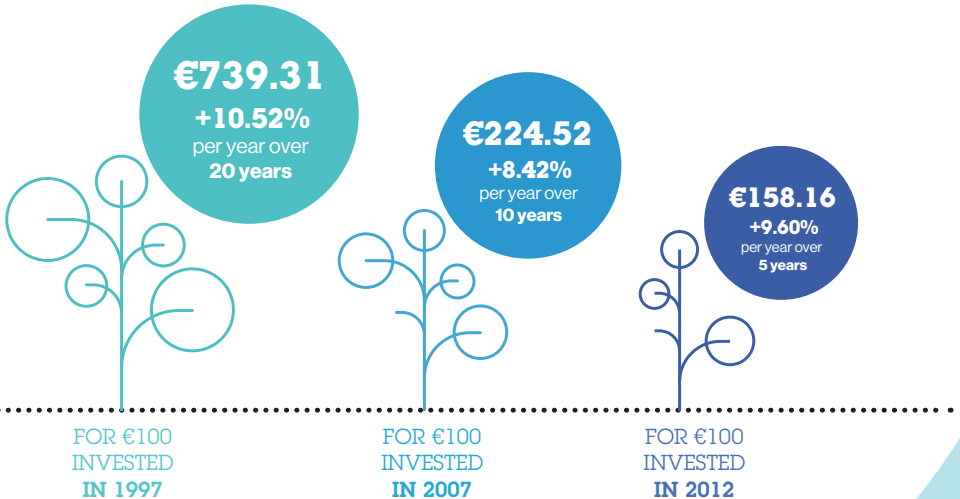 €739.31
+10.52%
per year over
20 years
€224.52
+8.42%
per year over
10 years
€158.16
+9.60%
per year over
5 years
FOR €100
INVESTED
IN 1997
FOR €100
INVESTED
IN 2007
FOR €100
INVESTED
IN 2012